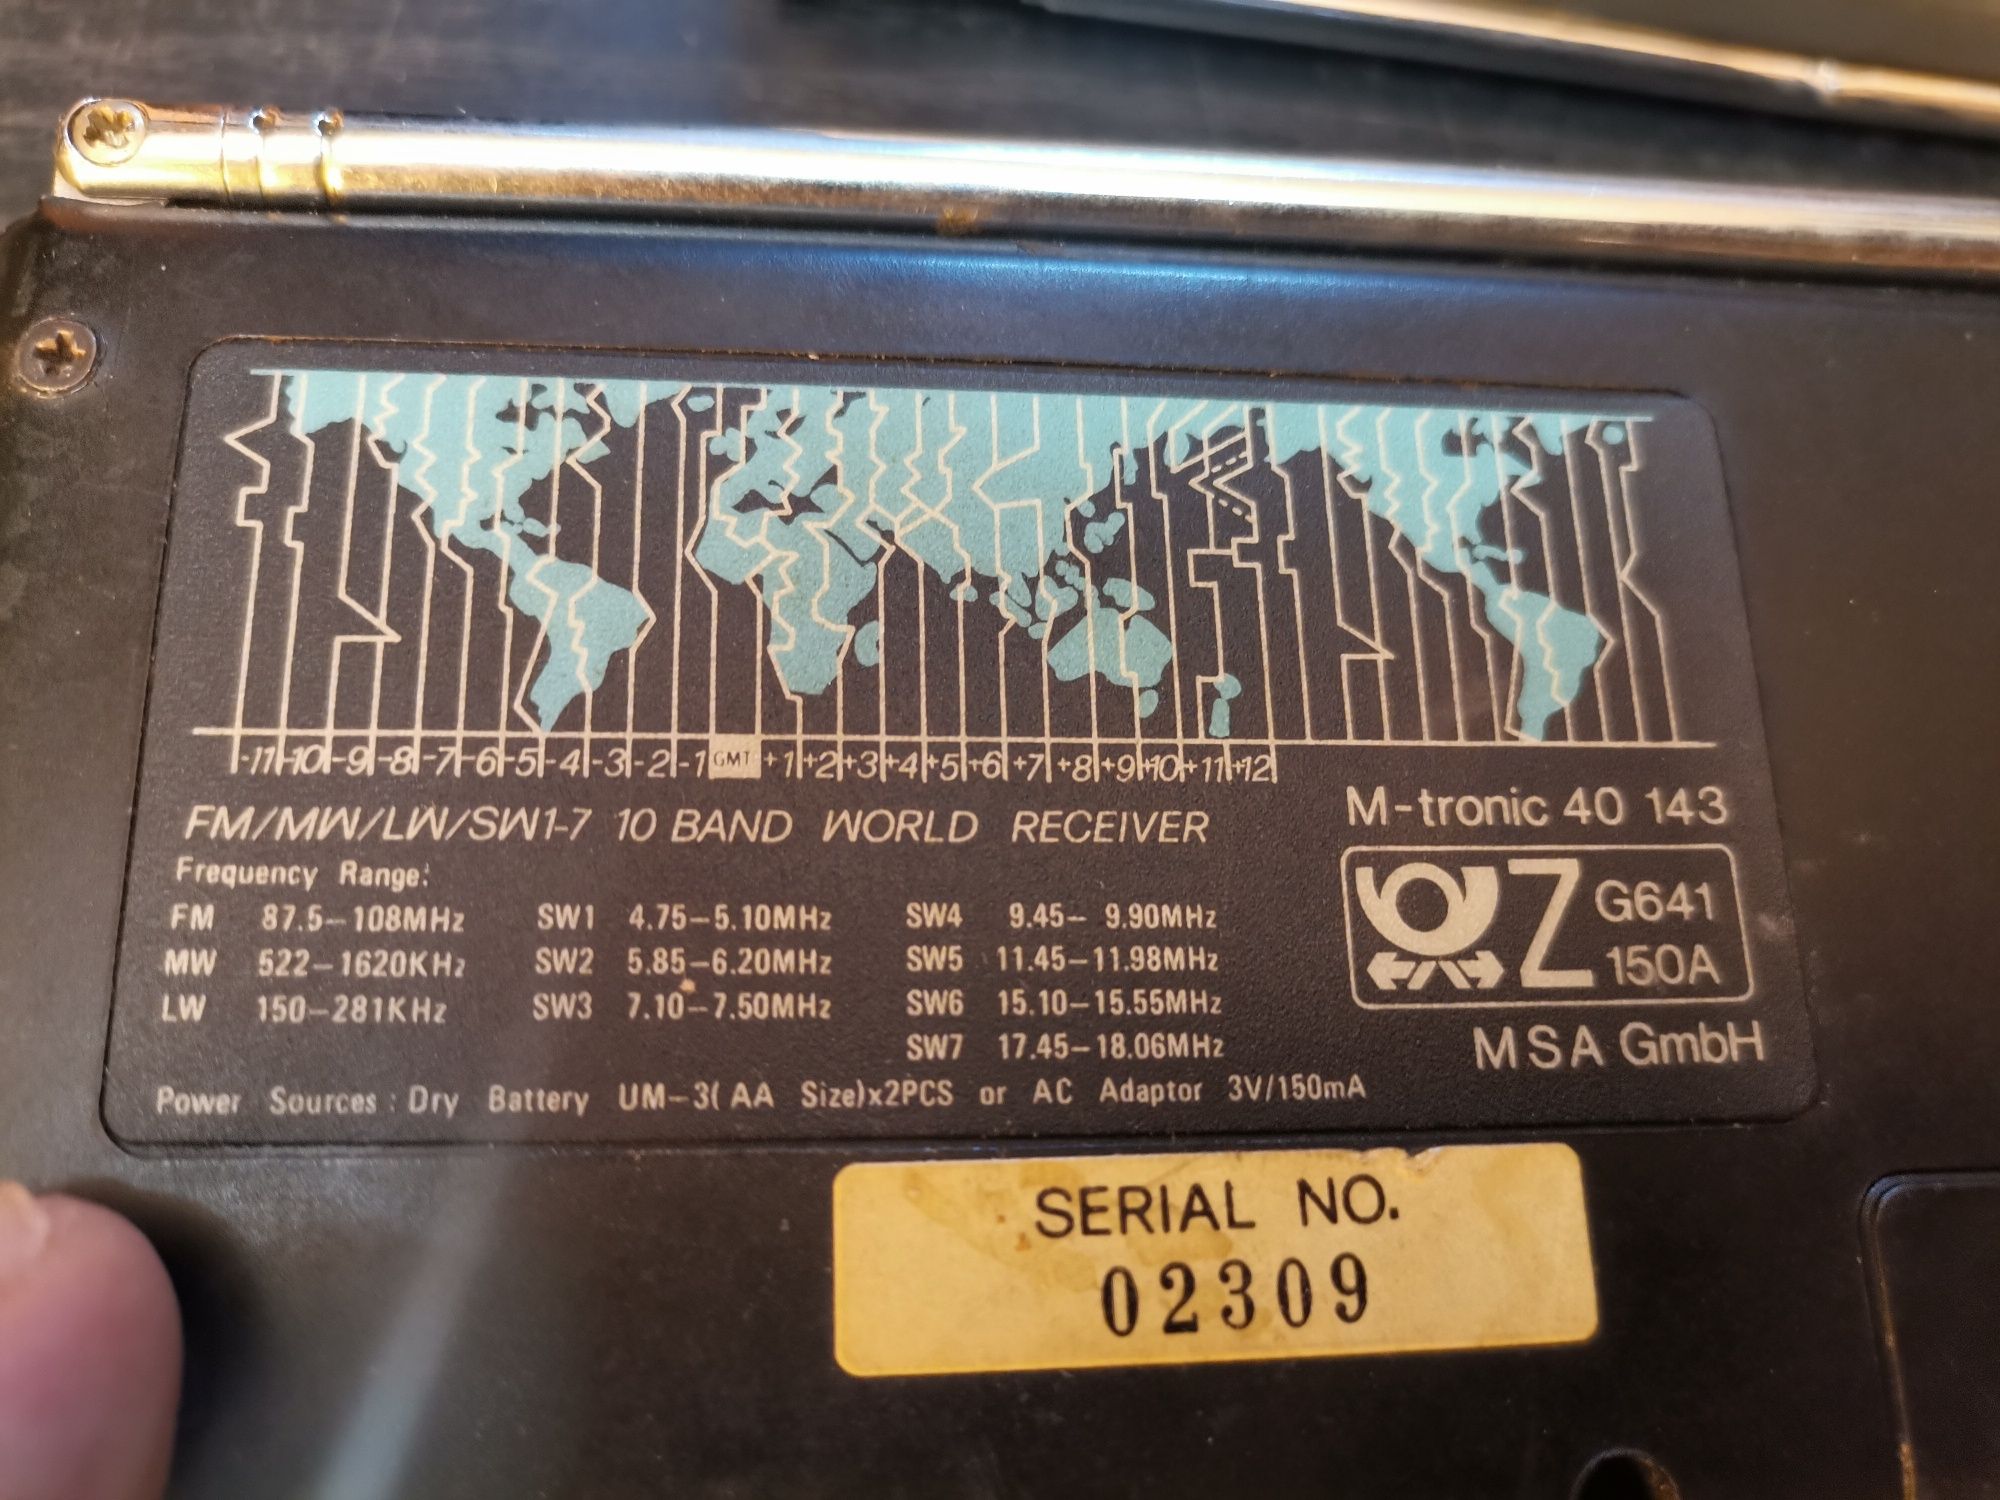 -11 -10 -9 -8 -7 -6 -5 -4 -3 -2 -1 GMT +1 +2 +3 +4 +5 +6 +7 +8 +9 +10 +11 +12
FM/MW/LW/SW1-7 10 BAND WORLD RECEIVER
M-tronic 40 143
Frequency Range:
FM 87.5-108MHz SW1 4.75-5.10MHz SW4 9.45- 9.90MHz
MW 522-1620KHz SW2 5.85-6.20MHz SW5 11.45-11.98MHz
LW 150-281KHz SW3 7.10-7.50MHz SW6 15.10-15.55MHz
SW7 17.45-18.06MHz
Z G641
150A
MSA GmbH
Power Sources: Dry Battery UM-3(AA Size)x2PCS or AC Adaptor 3V/150mA
SERIAL NO.
02309